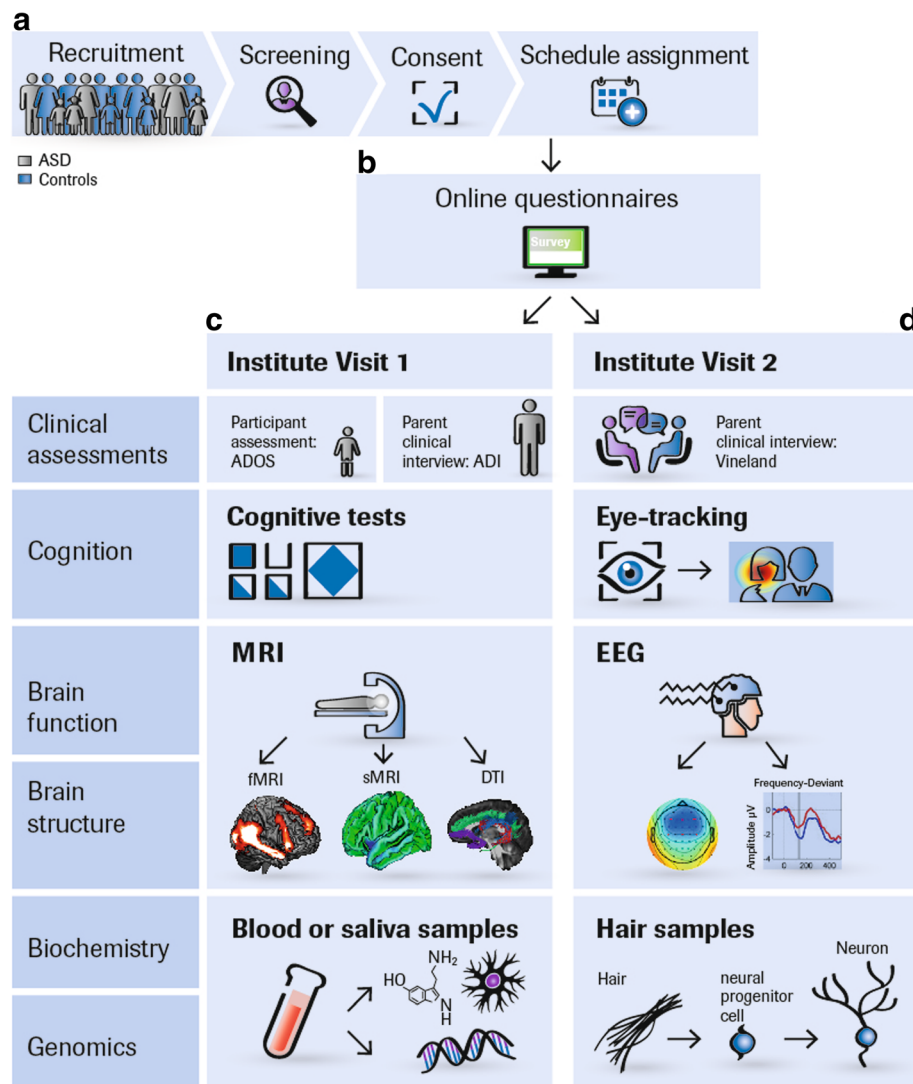 a
Recruitment
Screening
Consent
Schedule assignment
ASD
Controls
b
Online questionnaires
Survey
c
d
Institute Visit 1
Institute Visit 2
Clinical
assessments
Participant
assessment:
ADOS
Parent
clinical
interview: ADI
Parent
clinical interview:
Vineland
Cognition
Cognitive tests
Eye-tracking
Brain
function
Brain
structure
MRI
fMRI
sMRI
DTI
EEG
Frequency-Deviant
Amplitude µV
0
-2
-4
0
200
400
Biochemistry
Genomics
Blood or saliva samples
NH2
HO
N
H
Hair samples
Hair
neural
progenitor
cell
Neuron